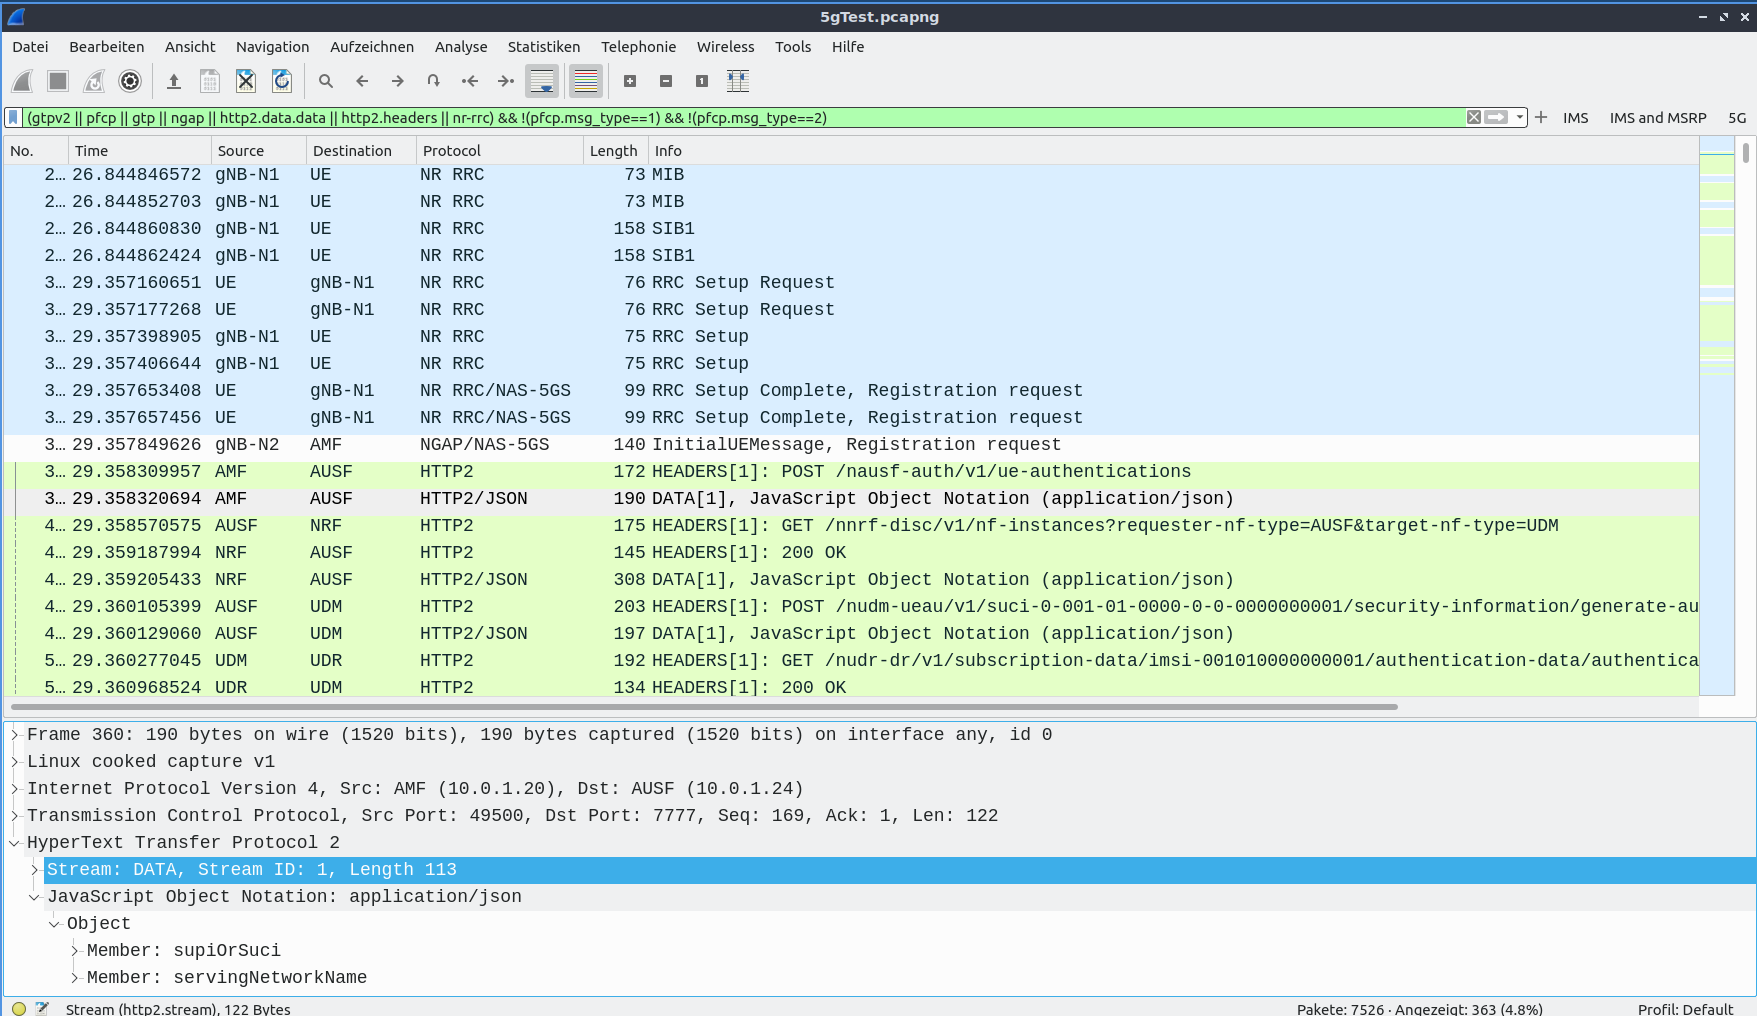 5gTest.pcapng
Datei Bearbeiten Ansicht Navigation Aufzeichnen Analyse Statistiken Telephonie Wireless Tools Hilfe
(gtpv2 || pfcp || gtp || ngap || http2.data.data || http2.headers || nr-rrc) && !(pfcp.msg_type==1) && !(pfcp.msg_type==2) IMS IMS and MSRP 5G
No. Time Source Destination Protocol Length Info
2… 26.844846572 gNB-N1 UE NR RRC 73 MIB
2… 26.844852703 gNB-N1 UE NR RRC 73 MIB
2… 26.844860830 gNB-N1 UE NR RRC 158 SIB1
2… 26.844862424 gNB-N1 UE NR RRC 158 SIB1
3… 29.357160651 UE gNB-N1 NR RRC 76 RRC Setup Request
3… 29.357177268 UE gNB-N1 NR RRC 76 RRC Setup Request
3… 29.357398905 gNB-N1 UE NR RRC 75 RRC Setup
3… 29.357406644 gNB-N1 UE NR RRC 75 RRC Setup
3… 29.357653408 UE gNB-N1 NR RRC/NAS-5GS 99 RRC Setup Complete, Registration request
3… 29.357657456 UE gNB-N1 NR RRC/NAS-5GS 99 RRC Setup Complete, Registration request
3… 29.357849626 gNB-N2 AMF NGAP/NAS-5GS 140 InitialUEMessage, Registration request
3… 29.358309957 AMF AUSF HTTP2 172 HEADERS[1]: POST /nausf-auth/v1/ue-authentications
3… 29.358320694 AMF AUSF HTTP2/JSON 190 DATA[1], JavaScript Object Notation (application/json)
4… 29.358570575 AUSF NRF HTTP2 175 HEADERS[1]: GET /nnrf-disc/v1/nf-instances?requester-nf-type=AUSF&target-nf-type=UDM
4… 29.359187994 NRF AUSF HTTP2 145 HEADERS[1]: 200 OK
4… 29.359205433 NRF AUSF HTTP2/JSON 308 DATA[1], JavaScript Object Notation (application/json)
4… 29.360105399 AUSF UDM HTTP2 203 HEADERS[1]: POST /nudm-ueau/v1/suci-0-001-01-0000-0-0-0000000001/security-information/generate-au
4… 29.360129060 AUSF UDM HTTP2/JSON 197 DATA[1], JavaScript Object Notation (application/json)
5… 29.360277045 UDM UDR HTTP2 192 HEADERS[1]: GET /nudr-dr/v1/subscription-data/imsi-001010000000001/authentication-data/authentica
5… 29.360968524 UDR UDM HTTP2 134 HEADERS[1]: 200 OK
Frame 360: 190 bytes on wire (1520 bits), 190 bytes captured (1520 bits) on interface any, id 0
Linux cooked capture v1
Internet Protocol Version 4, Src: AMF (10.0.1.20), Dst: AUSF (10.0.1.24)
Transmission Control Protocol, Src Port: 49500, Dst Port: 7777, Seq: 169, Ack: 1, Len: 122
HyperText Transfer Protocol 2
Stream: DATA, Stream ID: 1, Length 113
JavaScript Object Notation: application/json
Object
Member: supiOrSuci
Member: servingNetworkName
Stream (http2.stream), 122 Bytes Pakete: 7526 · Angezeigt: 363 (4.8%) Profil: Default